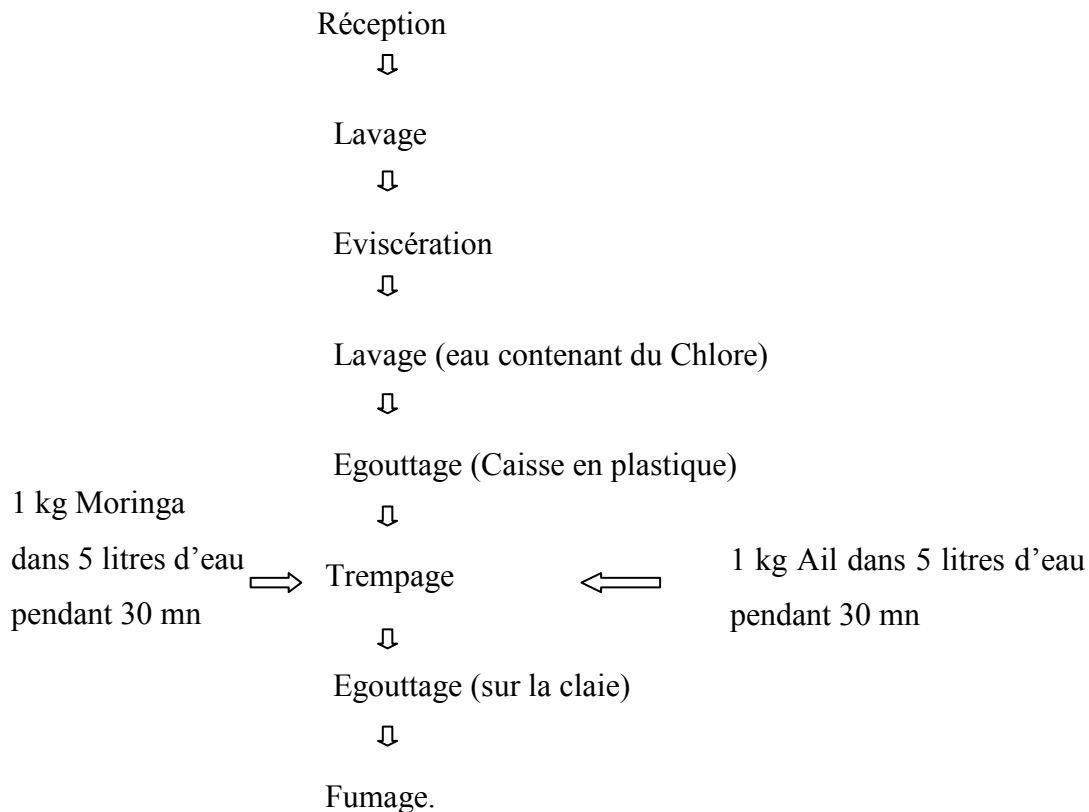 Réception
Lavage
Eviscération
Lavage (eau contenant du Chlore)
Egouttage (Caisse en plastique)
1 kg Moringa
dans 5 litres d’eau
pendant 30 mn
Trempage
1 kg Ail dans 5 litres d’eau
pendant 30 mn
Egouttage (sur la claie)
Fumage.